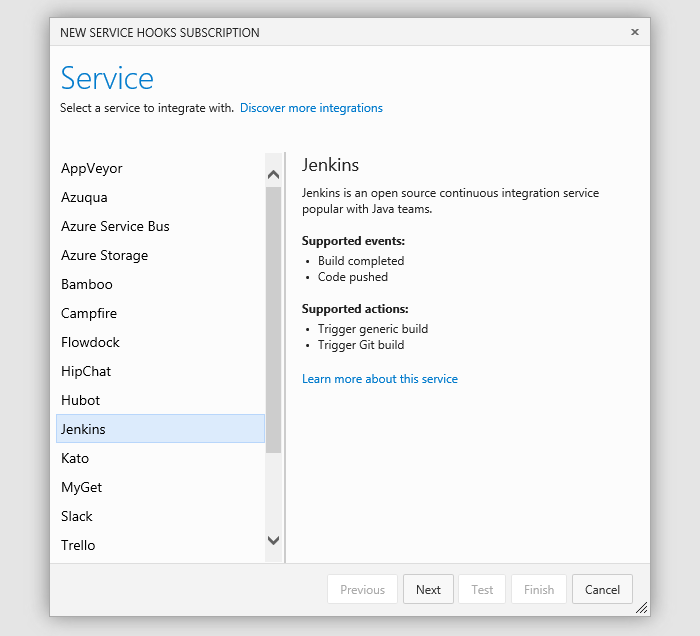 NEW SERVICE HOOKS SUBSCRIPTION
Service
Select a service to integrate with. Discover more integrations
AppVeyor
Azuqua
Azure Service Bus
Azure Storage
Bamboo
Campfire
Flowdock
HipChat
Hubot
Jenkins
Kato
MyGet
Slack
Trello
Jenkins
Jenkins is an open source continuous integration service
popular with Java teams.
Supported events:
• Build completed
• Code pushed
Supported actions:
• Trigger generic build
• Trigger Git build
Learn more about this service
Previous Next Test Finish Cancel